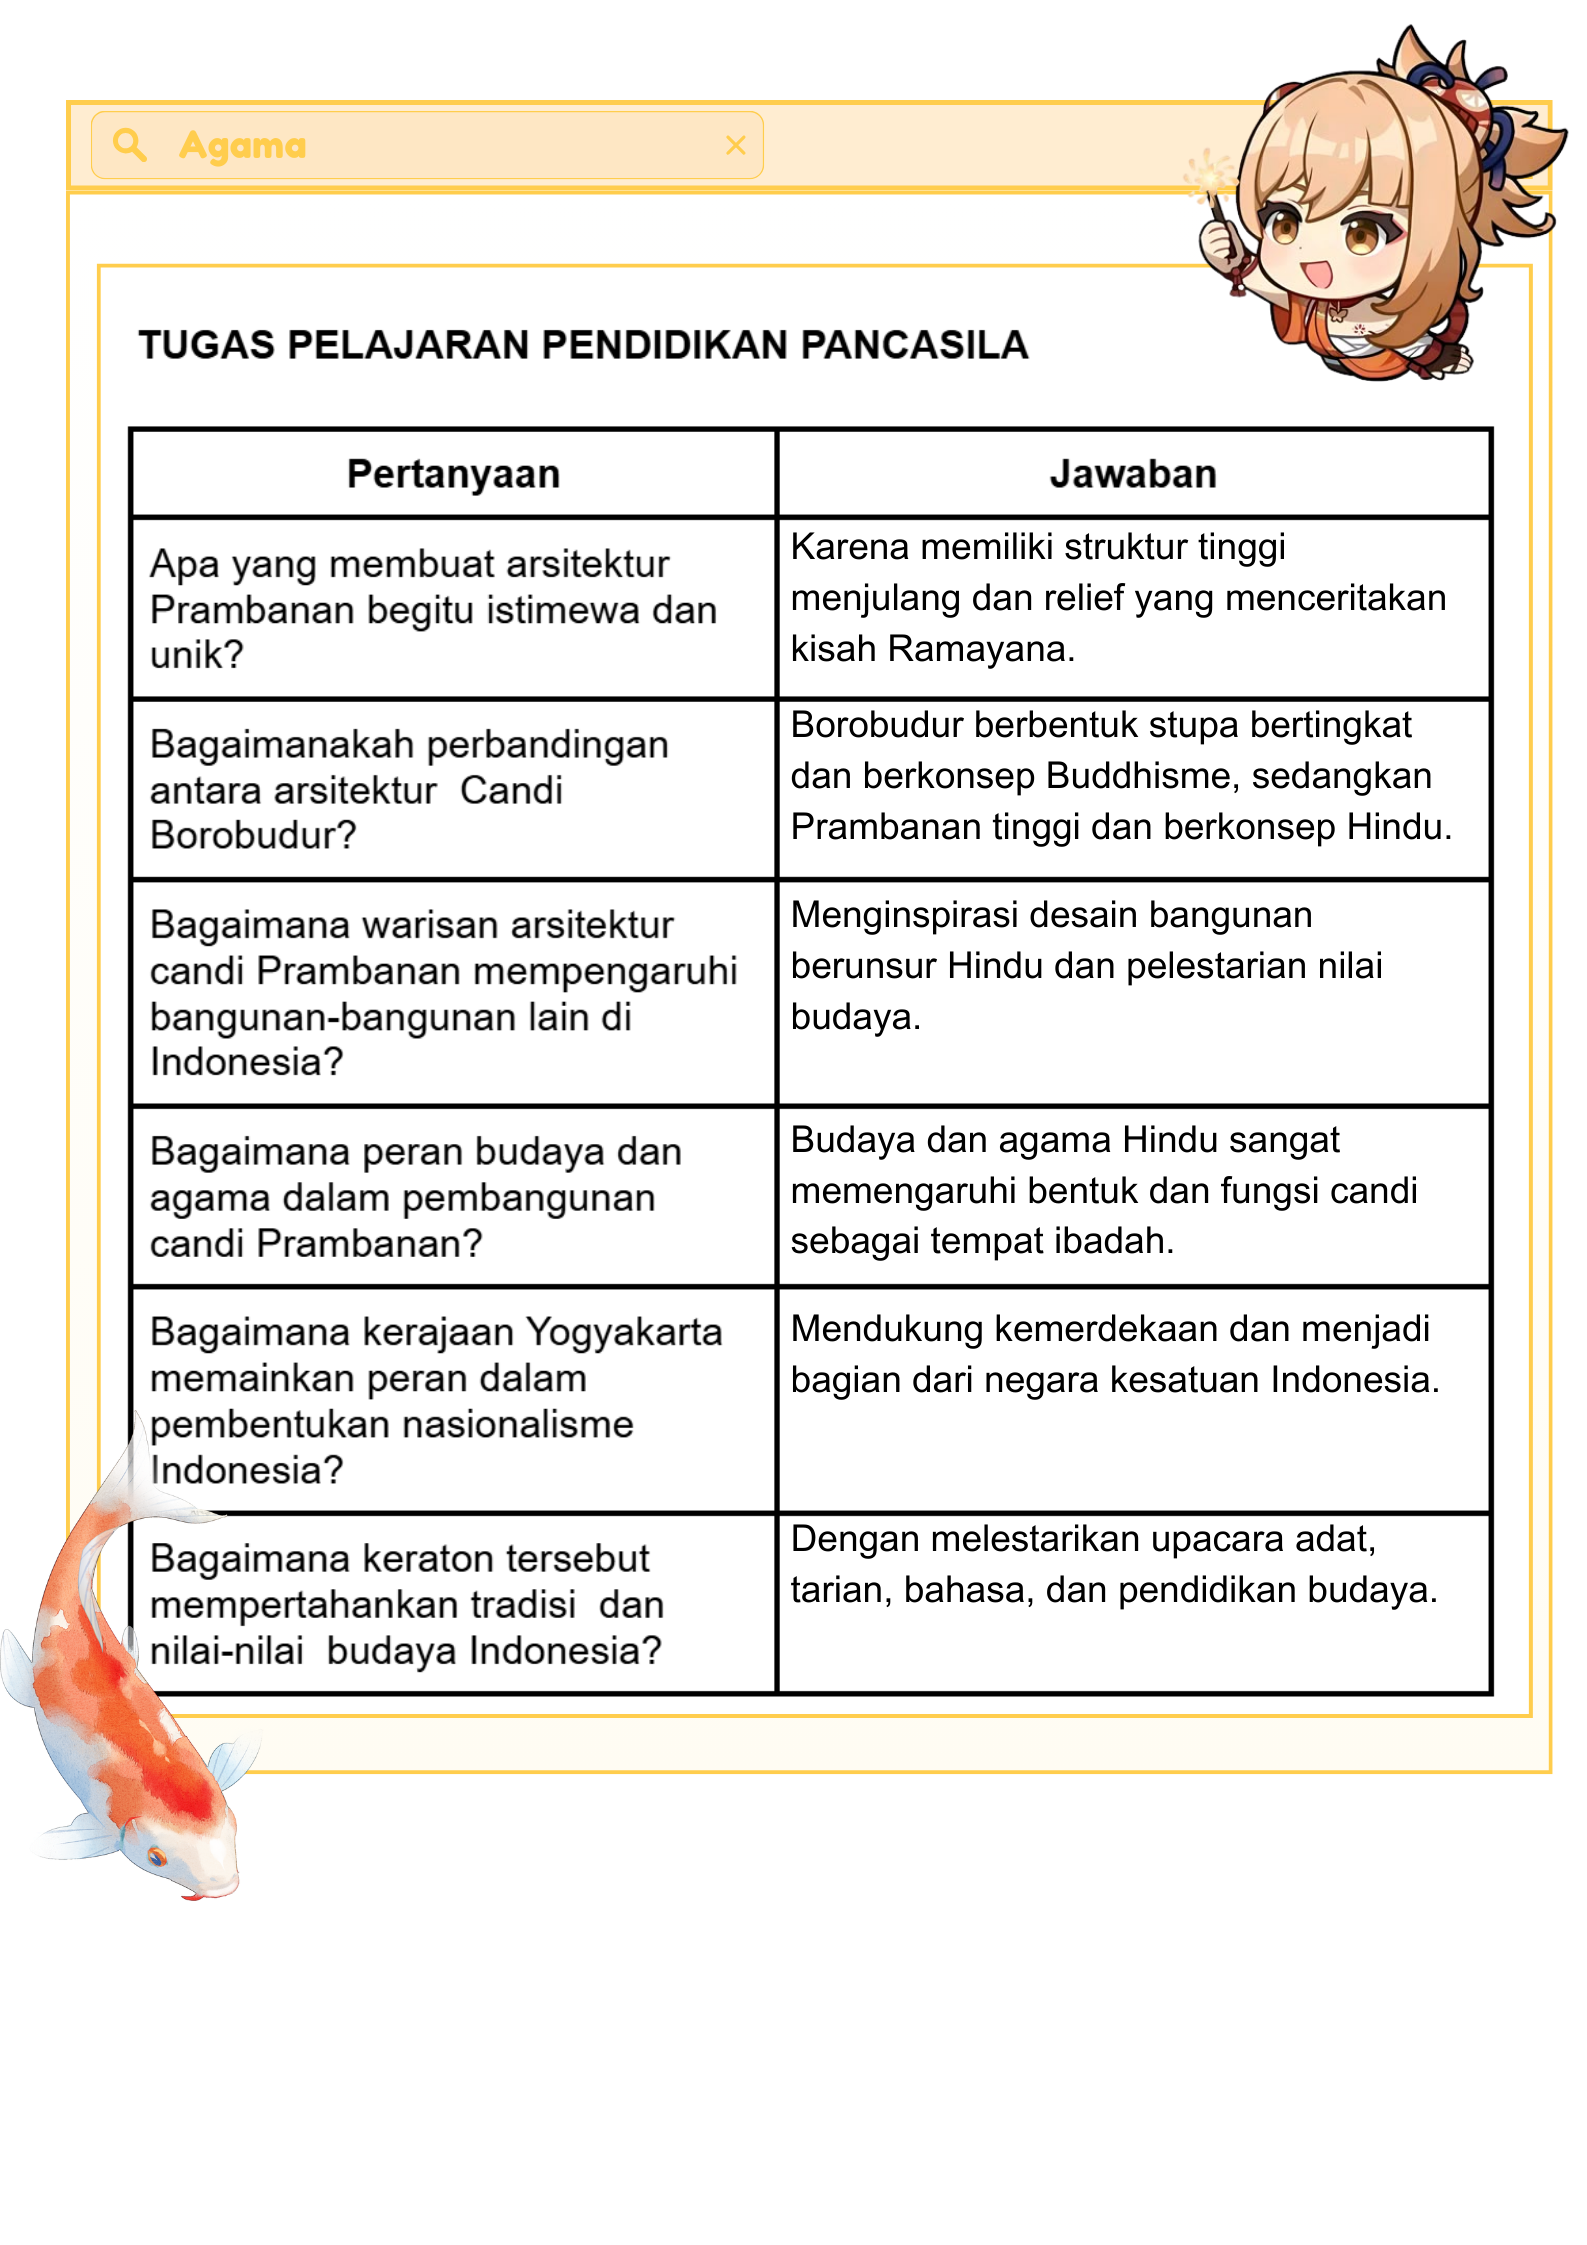 Agama
TUGAS PELAJARAN PENDIDIKAN PANCASILA
Pertanyaan
Jawaban
Apa yang membuat arsitektur
Prambanan begitu istimewa dan
unik?
Karena memiliki struktur tinggi
menjulang dan relief yang menceritakan
kisah Ramayana.
Bagaimanakah perbandingan
antara arsitektur  Candi
Borobudur?
Borobudur berbentuk stupa bertingkat
dan berkonsep Buddhisme, sedangkan
Prambanan tinggi dan berkonsep Hindu.
Bagaimana warisan arsitektur
candi Prambanan mempengaruhi
bangunan-bangunan lain di
Indonesia?
Menginspirasi desain bangunan
berunsur Hindu dan pelestarian nilai
budaya.
Bagaimana peran budaya dan
agama dalam pembangunan
candi Prambanan?
Budaya dan agama Hindu sangat
memengaruhi bentuk dan fungsi candi
sebagai tempat ibadah.
Bagaimana kerajaan Yogyakarta
memainkan peran dalam
pembentukan nasionalisme
Indonesia?
Mendukung kemerdekaan dan menjadi
bagian dari negara kesatuan Indonesia.
Bagaimana keraton tersebut
mempertahankan tradisi  dan
nilai-nilai  budaya Indonesia?
Dengan melestarikan upacara adat,
tarian, bahasa, dan pendidikan budaya.